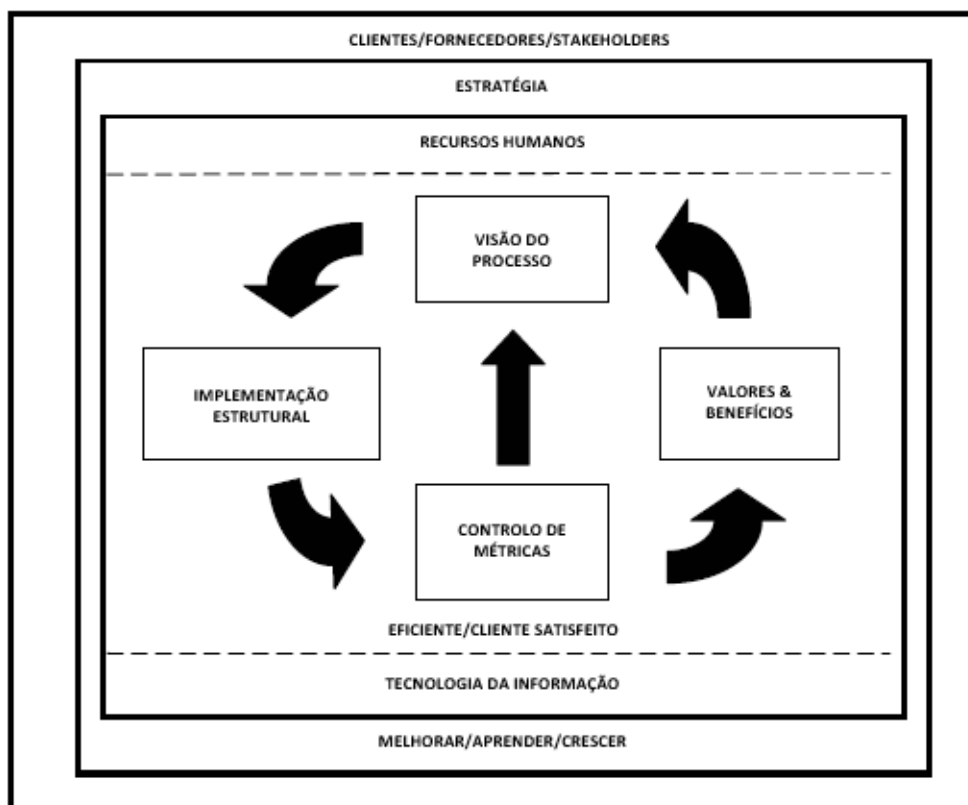 CLIENTES/FORNECEDORES/STAKEHOLDERS
ESTRATÉGIA
RECURSOS HUMANOS
VISÃO DO
PROCESSO
IMPLEMENTAÇÃO
ESTRUTURAL
VALORES &
BENEFÍCIOS
CONTROLO DE
MÉTRICAS
EFICIENTE/CLIENTE SATISFEITO
TECNOLOGIA DA INFORMAÇÃO
MELHORAR/APRENDER/CRESCER